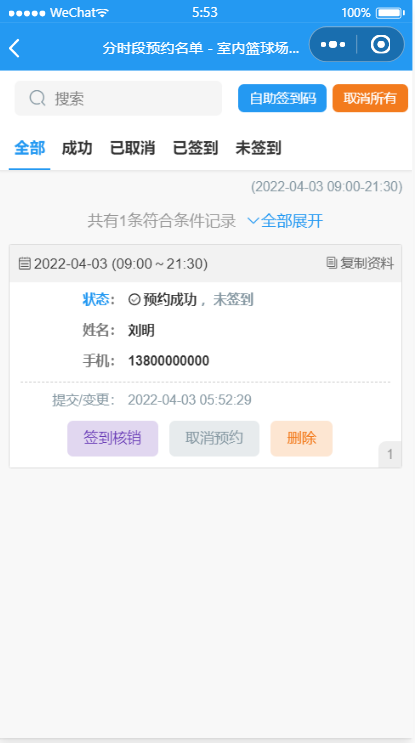 WeChat 5:53 100%
分时段预约名单 - 室内篮球场...
搜索 自助签到码 取消所有
全部 成功 已取消 已签到 未签到
(2022-04-03 09:00-21:30)
共有1条符合条件记录 全部展开
2022-04-03 (09:00～21:30) 复制资料
状态： 预约成功 ，未签到
姓名： 刘明
手机： 13800000000
提交/变更： 2022-04-03 05:52:29
签到核销 取消预约 删除
1